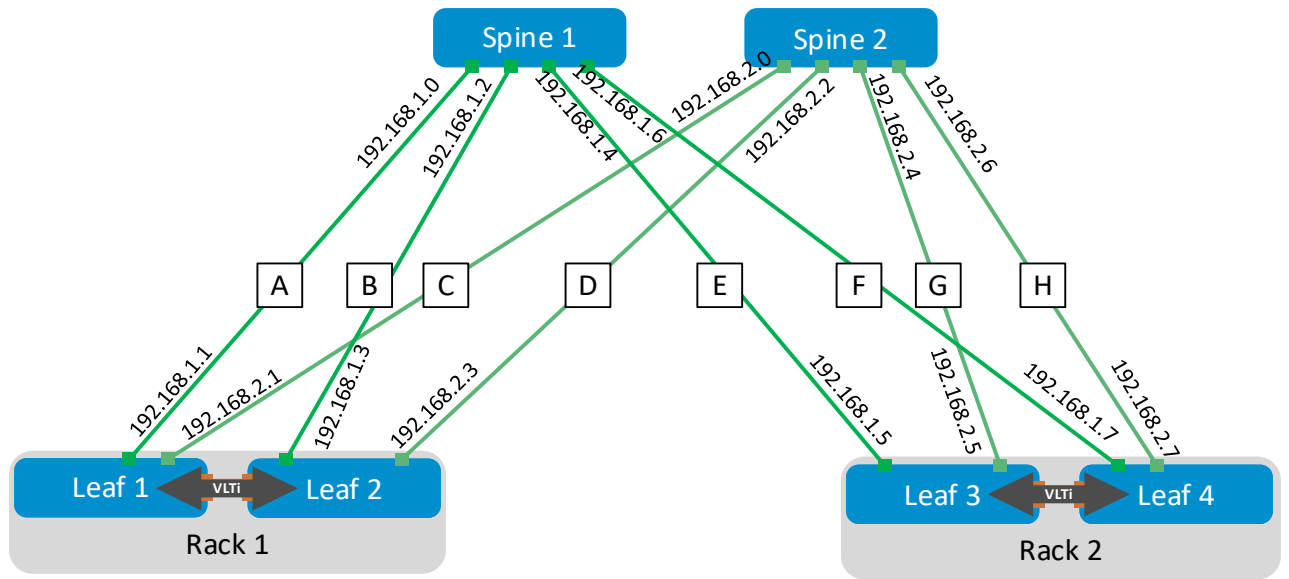 Spine 1
Spine 2
192.168.1.0
192.168.1.2
192.168.1.4
192.168.1.6
192.168.2.0
192.168.2.2
192.168.2.4
192.168.2.6
A
B
C
D
E
F
G
H
192.168.1.1
192.168.2.1
192.168.1.3
192.168.2.3
192.168.1.5
192.168.2.5
192.168.1.7
192.168.2.7
Leaf 1
VLTi
Leaf 2
Leaf 3
VLTi
Leaf 4
Rack 1
Rack 2